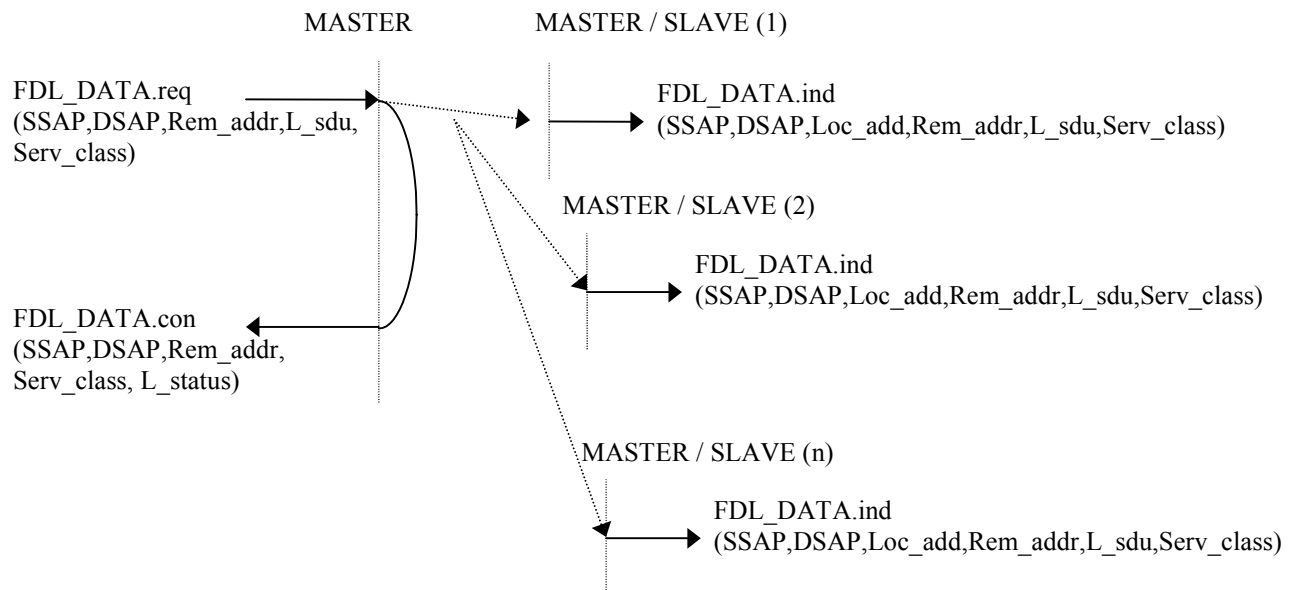 MASTER
MASTER / SLAVE (1)
FDL_DATA.req
(SSAP,DSAP,Rem_addr,L_sdu,
Serv_class)
FDL_DATA.ind
(SSAP,DSAP,Loc_add,Rem_addr,L_sdu,Serv_class)
MASTER / SLAVE (2)
FDL_DATA.ind
(SSAP,DSAP,Loc_add,Rem_addr,L_sdu,Serv_class)
FDL_DATA.con
(SSAP,DSAP,Rem_addr,
Serv_class, L_status)
MASTER / SLAVE (n)
FDL_DATA.ind
(SSAP,DSAP,Loc_add,Rem_addr,L_sdu,Serv_class)